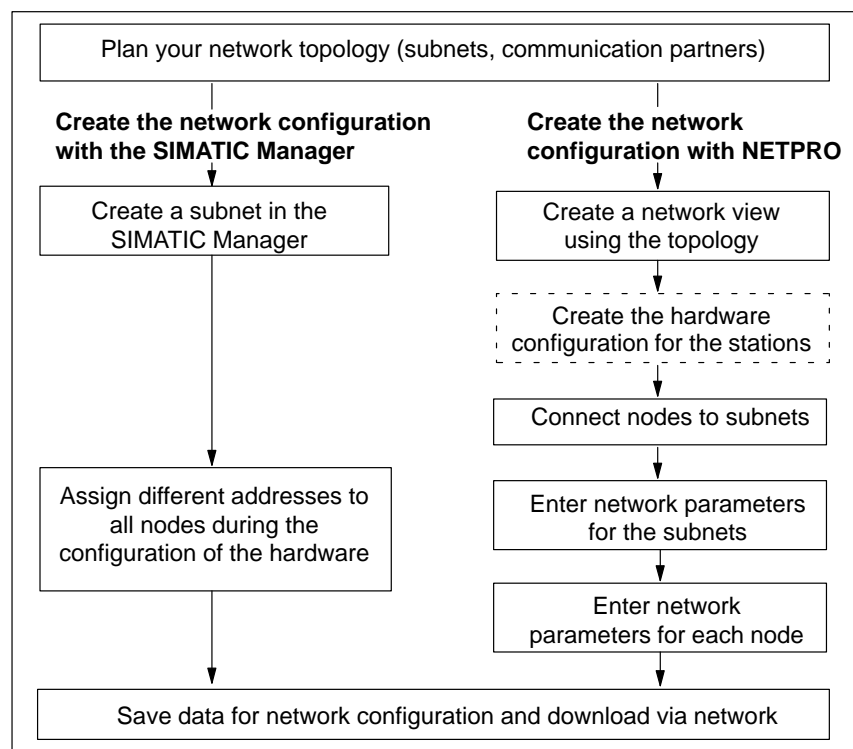 Plan your network topology (subnets, communication partners)
Create the network configuration
with the SIMATIC Manager
Create a subnet in the
SIMATIC Manager
Assign different addresses to
all nodes during the
configuration of the hardware
Create the network
configuration with NETPRO
Create a network view
using the topology
Create the hardware
configuration for the stations
Connect nodes to subnets
Enter network parameters
for the subnets
Enter network
parameters for each node
Save data for network configuration and download via network